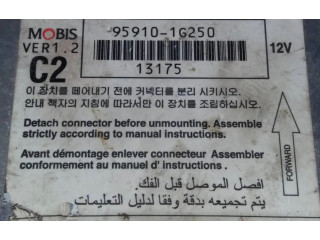 MOBIS 95910-1G250
VER1.2 12V
C2 13175
이 장치를 떼어내기 전에 커넥터를 분리 시키시오.
안내 책자의 지침에 따라서만 이 장치를 조립하십시오.
Detach connector before unmounting. Assemble
strictly according to manual instructions.
Avant démontage enlever connecteur Assembler
conformement au manuel d' instructions.
افصل الموصل قبل الفك.
يتم تجميعه بدقة وفقا لدليل التعليمات
FORWARD